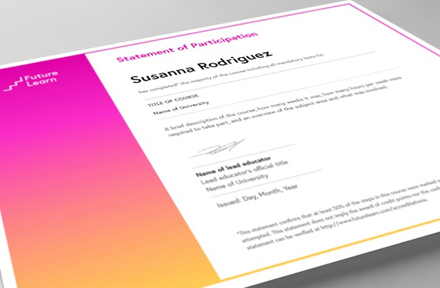 Future
Learn
Statement of Participation
Susanna Rodriguez
has completed* the majority of the course including all mandatory tests for:
TITLE OF COURSE
Name of University
A brief description of the course, how many weeks it was, how many hours per week were
required to take part, and an overview of the subject area and what was involved.
Name of lead educator
Lead educator's official title
Name of University
Issued: Day, Month, Year
*This statement confirms that at least 50% of the steps in this course were marked
attempted. This statement does not imply the award of credit points nor the
statement can be verified at http://www.futurelearn.com/accreditations.